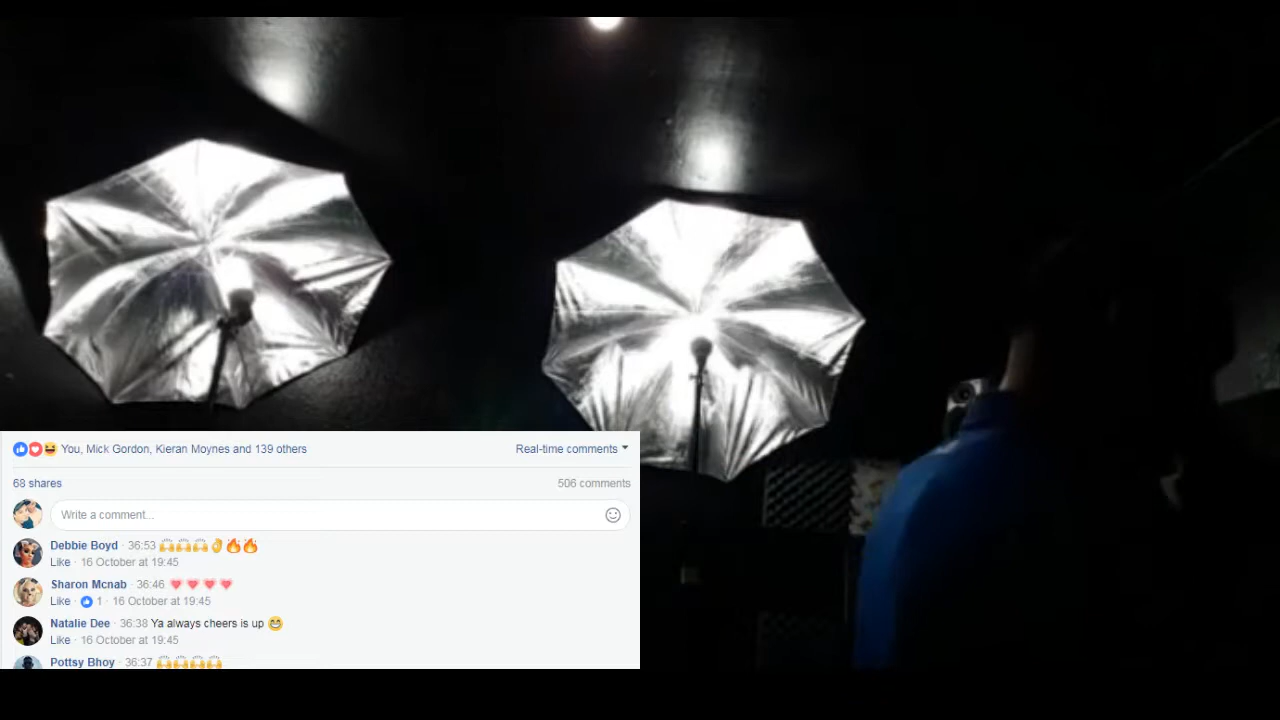 You, Mick Gordon, Kieran Moynes and 139 others Real-time comments
68 shares 506 comments
Write a comment...
Debbie Boyd · 36:53 🙌🙌🙌👌🔥🔥
Like · 16 October at 19:45
Sharon Mcnab · 36:46 ❤❤❤❤
Like · 1 · 16 October at 19:45
Natalie Dee · 36:38 Ya always cheers is up 😁
Like · 16 October at 19:45
Pottsy Bhoy · 36:37 🙌🙌🙌🙌